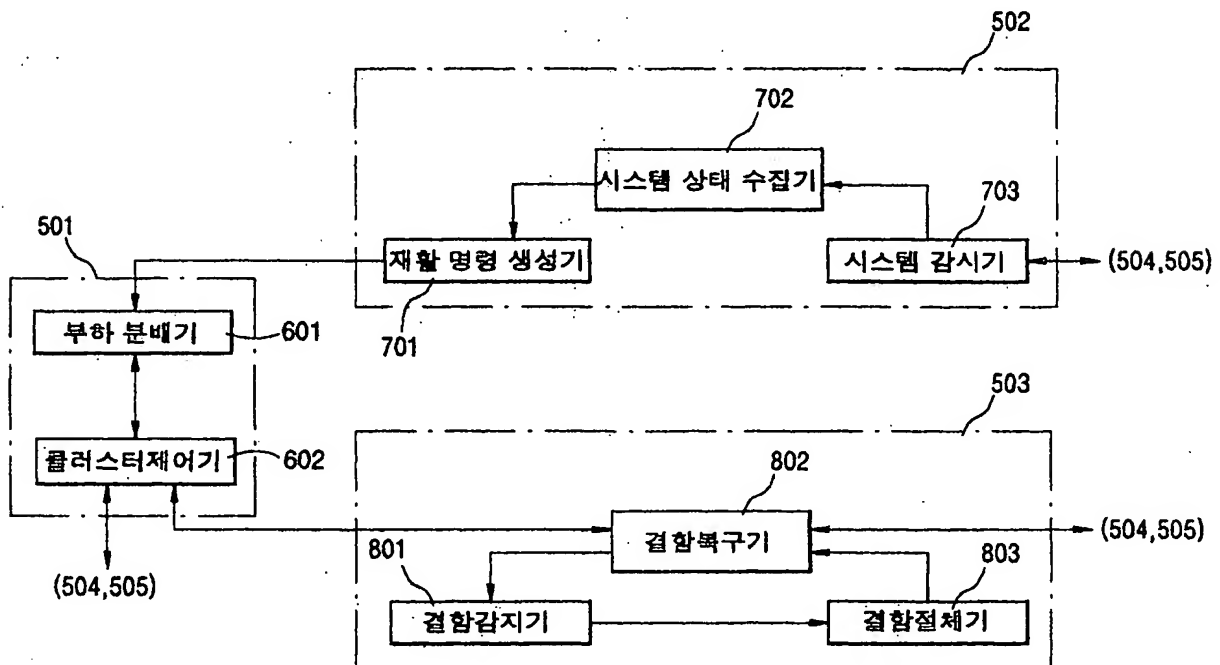 502
702
시스템 상태 수집기
703
501
재활 명령 생성기
시스템 감시기
(504,505)
부하 분배기
601
701
503
클러스터제어기
602
802
결함복구기
(504,505)
801
803
(504,505)
결함감지기
결함절체기